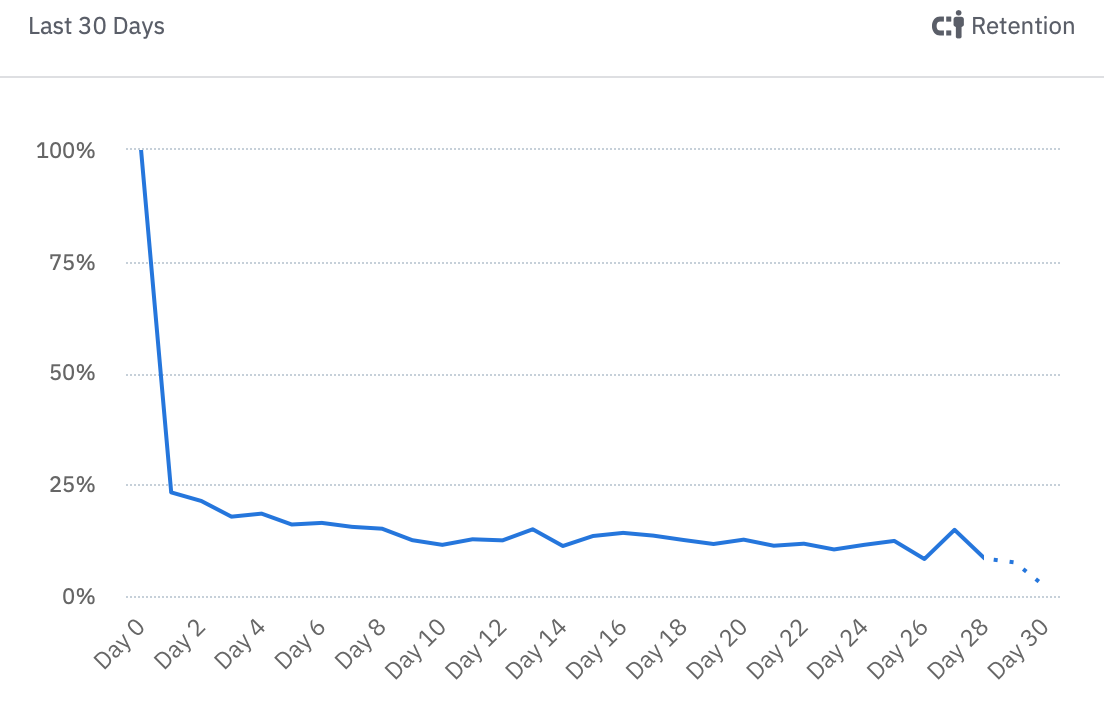 Last 30 Days
Retention
100%
75%
50%
25%
0%
Day 0
Day 2
Day 4
Day 6
Day 8
Day 10
Day 12
Day 14
Day 16
Day 18
Day 20
Day 22
Day 24
Day 26
Day 28
Day 30